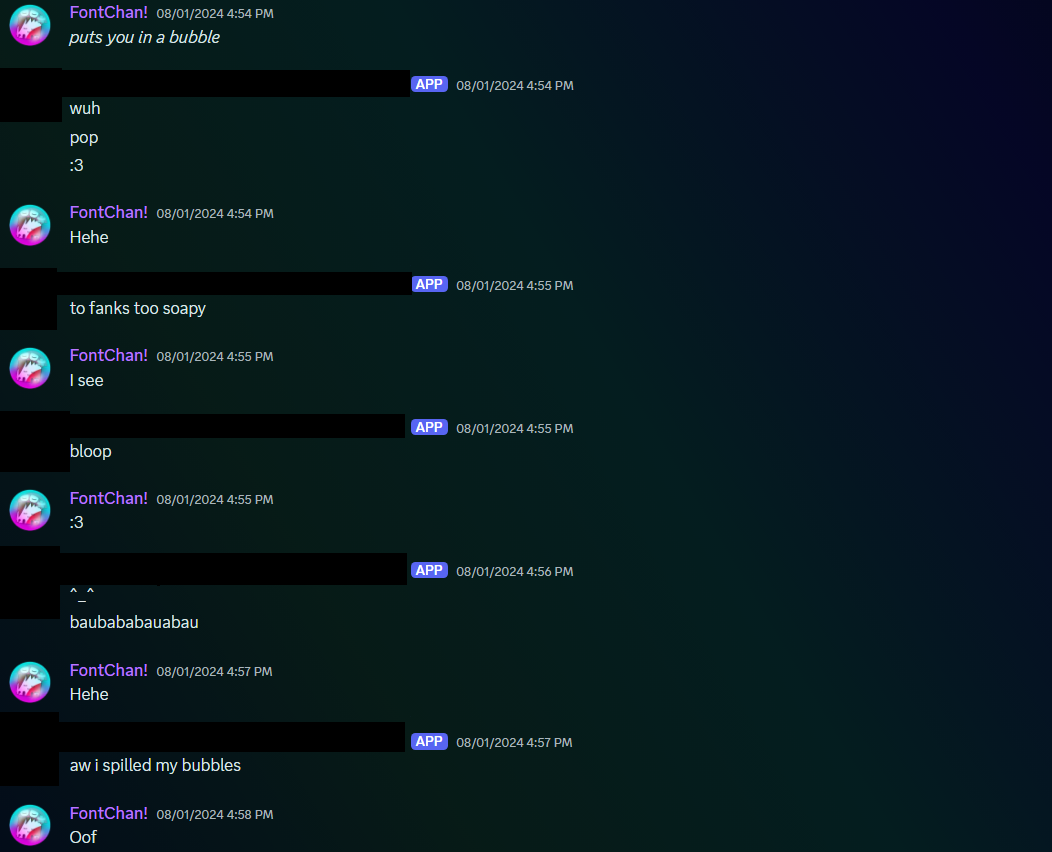 FontChan! 08/01/2024 4:54 PM
puts you in a bubble
APP 08/01/2024 4:54 PM
wuh
pop
:3
FontChan! 08/01/2024 4:54 PM
Hehe
APP 08/01/2024 4:55 PM
to fanks too soapy
FontChan! 08/01/2024 4:55 PM
I see
APP 08/01/2024 4:55 PM
bloop
FontChan! 08/01/2024 4:55 PM
:3
APP 08/01/2024 4:56 PM
^_^
baubababauabau
FontChan! 08/01/2024 4:57 PM
Hehe
APP 08/01/2024 4:57 PM
aw i spilled my bubbles
FontChan! 08/01/2024 4:58 PM
Oof